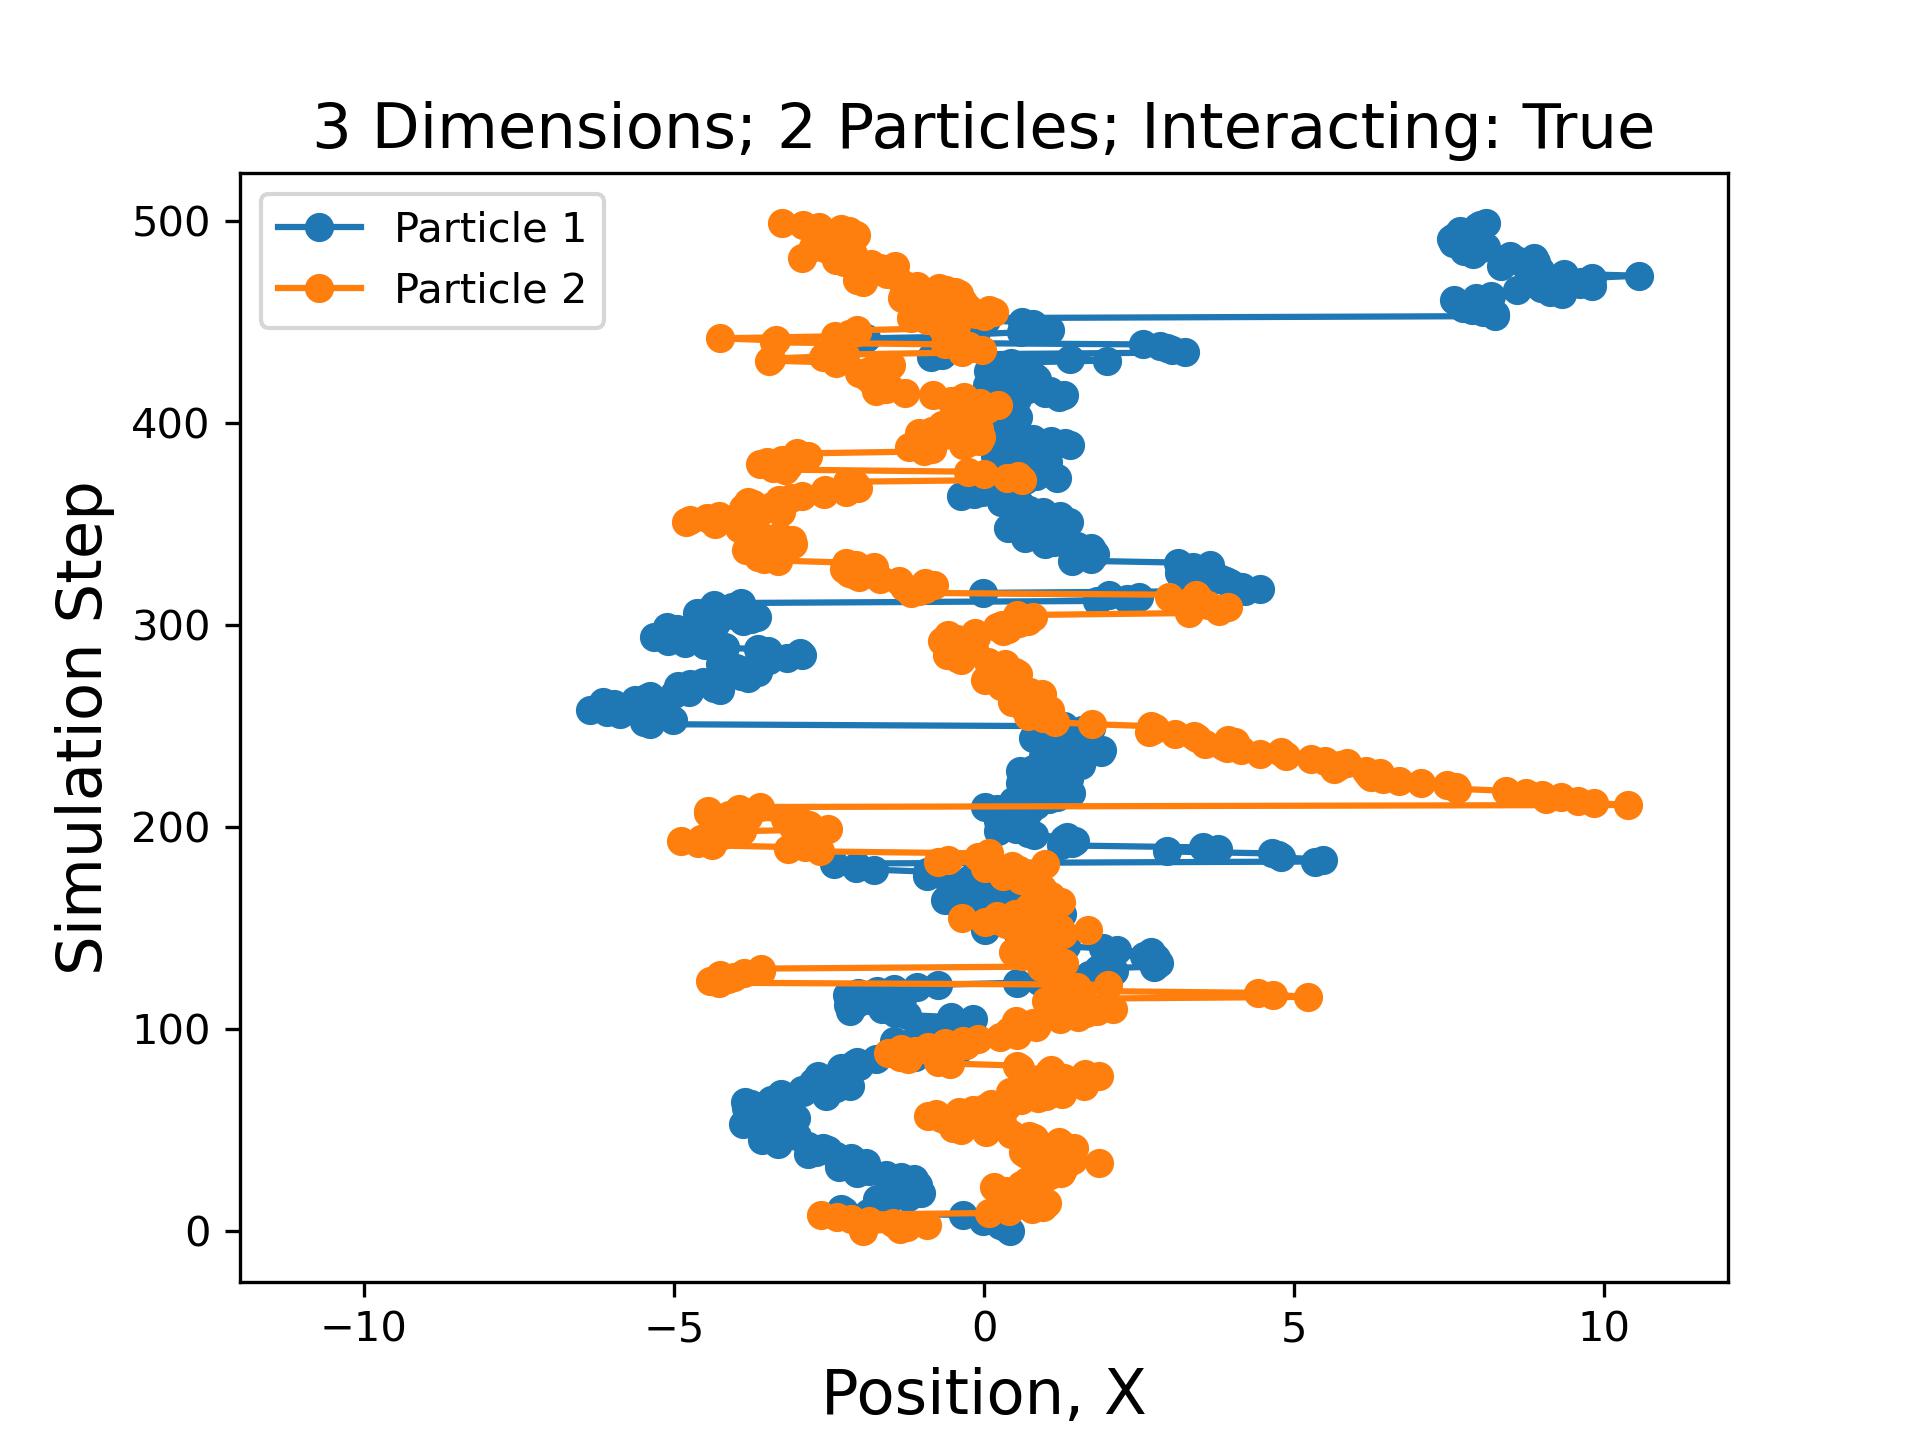 3 Dimensions; 2 Particles; Interacting: True
Particle 1
Particle 2
Simulation Step
500
400
300
200
100
0
−10
−5
0
5
10
Position, X